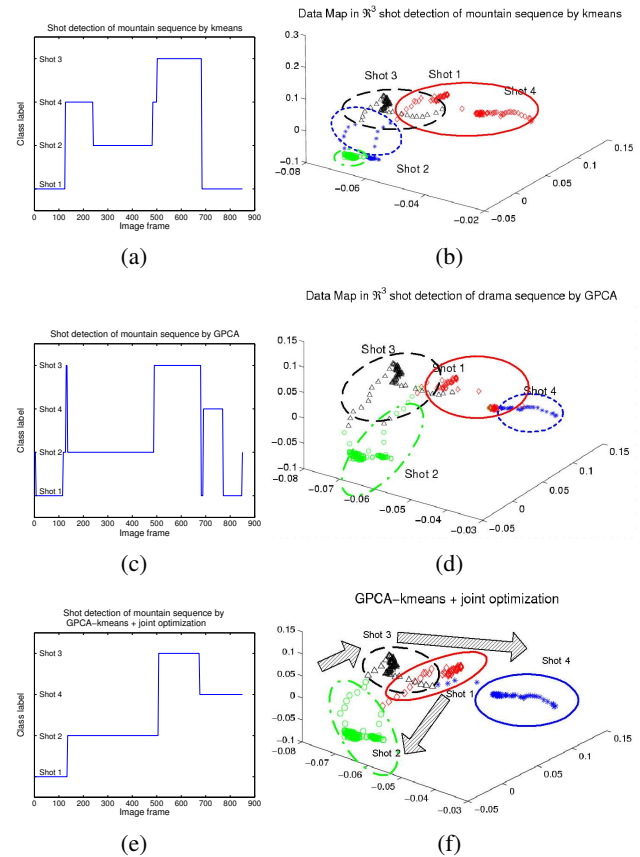 Shot detection of mountain sequence by kmeans
Class label
Shot 3
Shot 4
Shot 2
Shot 1
0 100 200 300 400 500 600 700 800 900
Image frame
(a)
Data Map in ℜ³ shot detection of mountain sequence by kmeans
0.3
0.2
0.1
0
−0.1
−0.08
−0.06
−0.04
−0.02
−0.05
0
0.05
0.1
0.15
Shot 3
Shot 1
Shot 4
Shot 2
(b)
Shot detection of mountain sequence by GPCA
Class label
Shot 3
Shot 4
Shot 2
Shot 1
0 100 200 300 400 500 600 700 800 900
Image frame
(c)
Data Map in ℜ³ shot detection of drama sequence by GPCA
0.15
0.1
0.05
0
−0.05
−0.1
−0.08
−0.07
−0.06
−0.05
−0.04
−0.03
−0.05
0
0.05
0.1
0.15
Shot 3
Shot 1
Shot 4
Shot 2
(d)
Shot detection of mountain sequence by
GPCA−kmeans + joint optimization
Class label
Shot 3
Shot 4
Shot 2
Shot 1
0 100 200 300 400 500 600 700 800 900
Image frame
(e)
GPCA−kmeans + joint optimization
0.15
0.1
0.05
0
−0.05
−0.1
−0.08
−0.07
−0.06
−0.05
−0.04
−0.03
−0.05
0
0.05
0.1
0.15
Shot 3
Shot 4
Shot 1
Shot 2
(f)